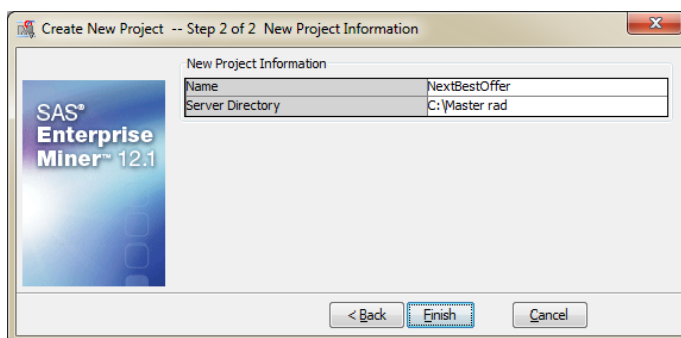 Create New Project -- Step 2 of 2 New Project Information
New Project Information
Name NextBestOffer
Server Directory C:\Master rad
SAS®
Enterprise
Miner™ 12.1
< Back Finish Cancel